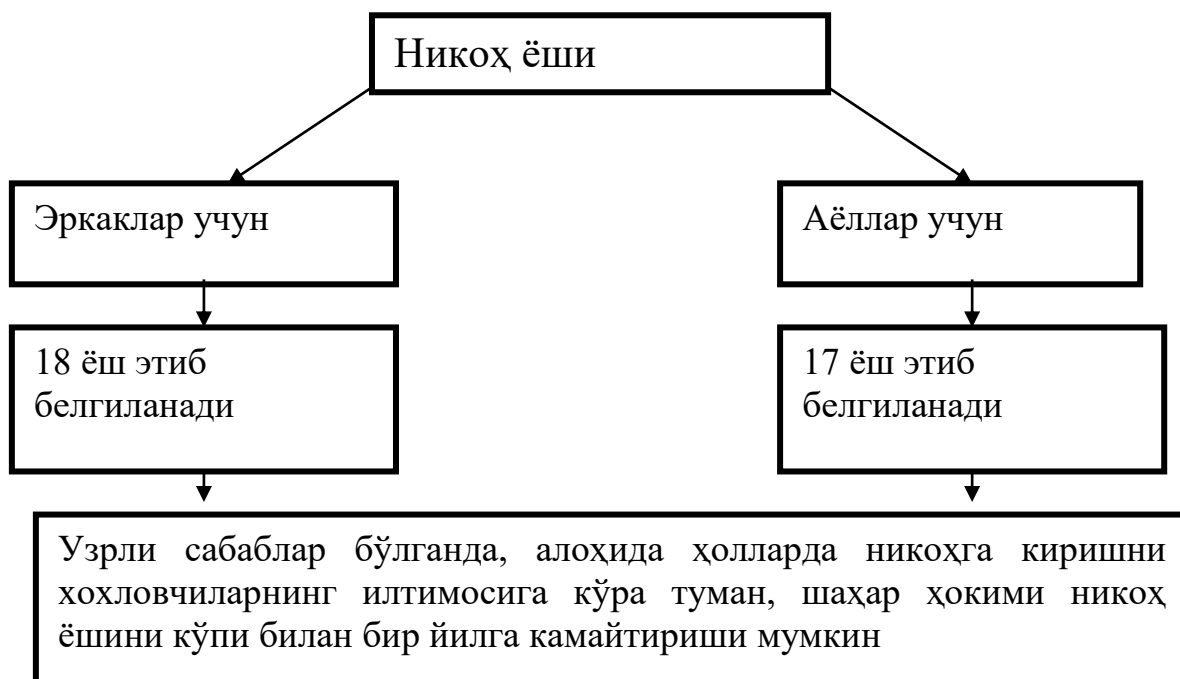 Никоҳ ёши
Эркаклар учун
Аёллар учун
18 ёш этиб
белгиланади
17 ёш этиб
белгиланади
Узрли сабаблар бўлганда, алоҳида ҳолларда никоҳга киришни
хохловчиларнинг илтимосига кўра туман, шаҳар ҳокими никоҳ
ёшини кўпи билан бир йилга камайтириши мумкин